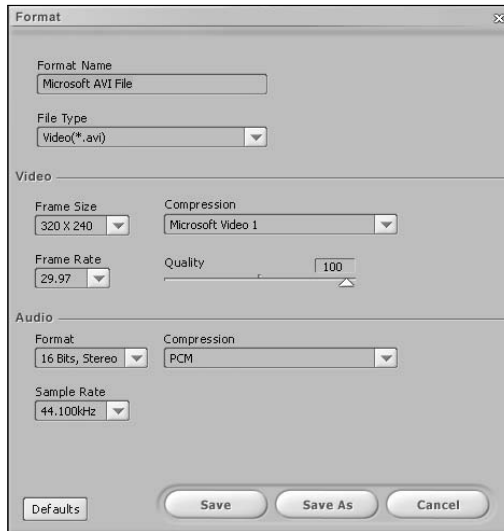 Format
Format Name
Microsoft AVI File
File Type
Video(*.avi)
Video
Frame Size
Compression
320 X 240
Microsoft Video 1
Frame Rate
Quality
100
29.97
Audio
Format
Compression
16 Bits, Stereo
PCM
Sample Rate
44.100kHz
Defaults
Save
Save As
Cancel